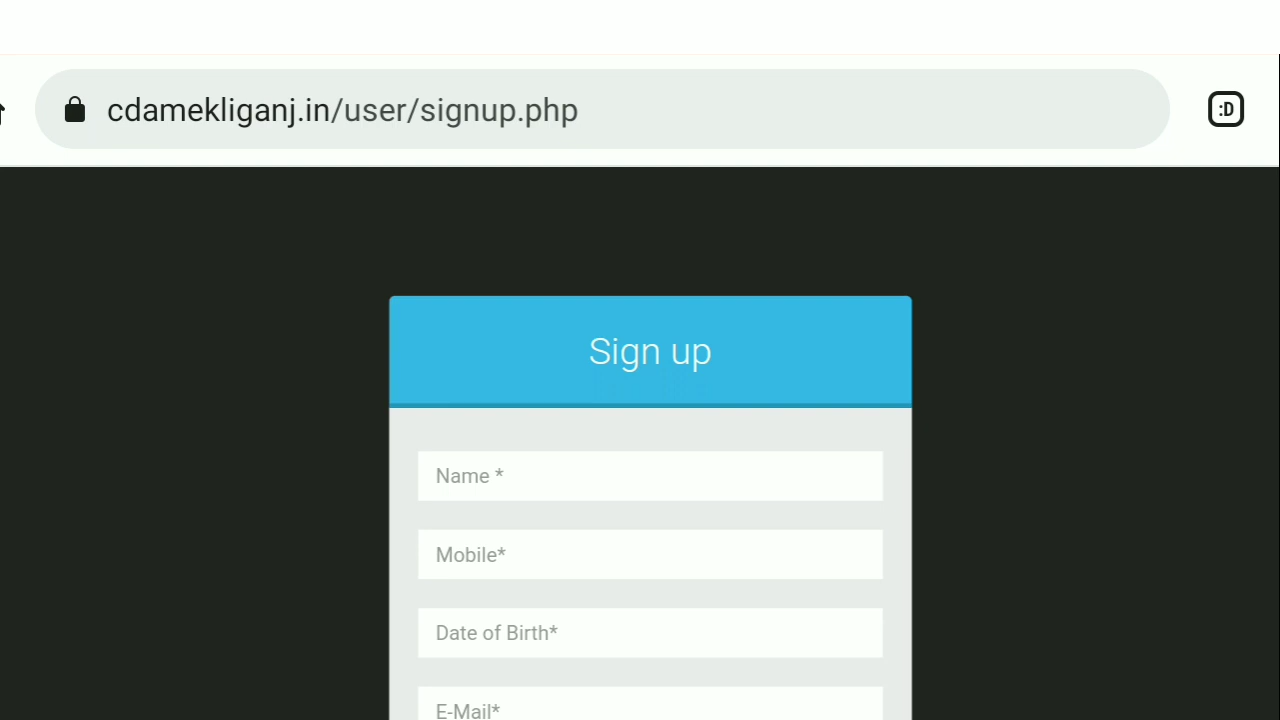 cdamekliganj.in/user/signup.php
:D
Sign up
Name *
Mobile*
Date of Birth*
E-Mail*